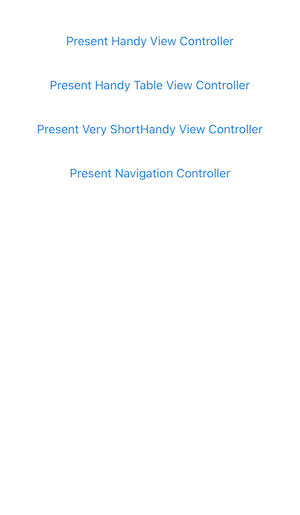 Present Handy View Controller
Present Handy Table View Controller
Present Very ShortHandy View Controller
Present Navigation Controller